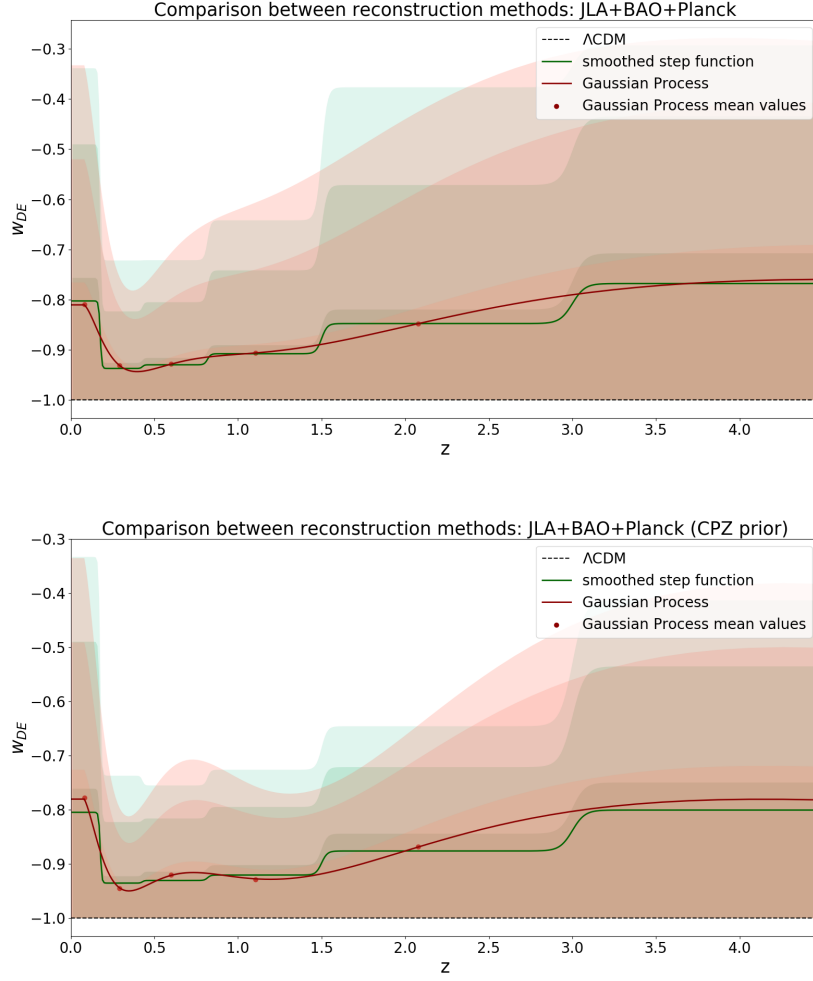 Comparison between reconstruction methods: JLA+BAO+Planck
ΛCDM
smoothed step function
Gaussian Process
Gaussian Process mean values
−0.3
−0.4
−0.5
−0.6
−0.7
−0.8
−0.9
−1.0
w_DE
0.0 0.5 1.0 1.5 2.0 2.5 3.0 3.5 4.0
z
Comparison between reconstruction methods: JLA+BAO+Planck (CPZ prior)
ΛCDM
smoothed step function
Gaussian Process
Gaussian Process mean values
−0.3
−0.4
−0.5
−0.6
−0.7
−0.8
−0.9
−1.0
w_DE
0.0 0.5 1.0 1.5 2.0 2.5 3.0 3.5 4.0
z